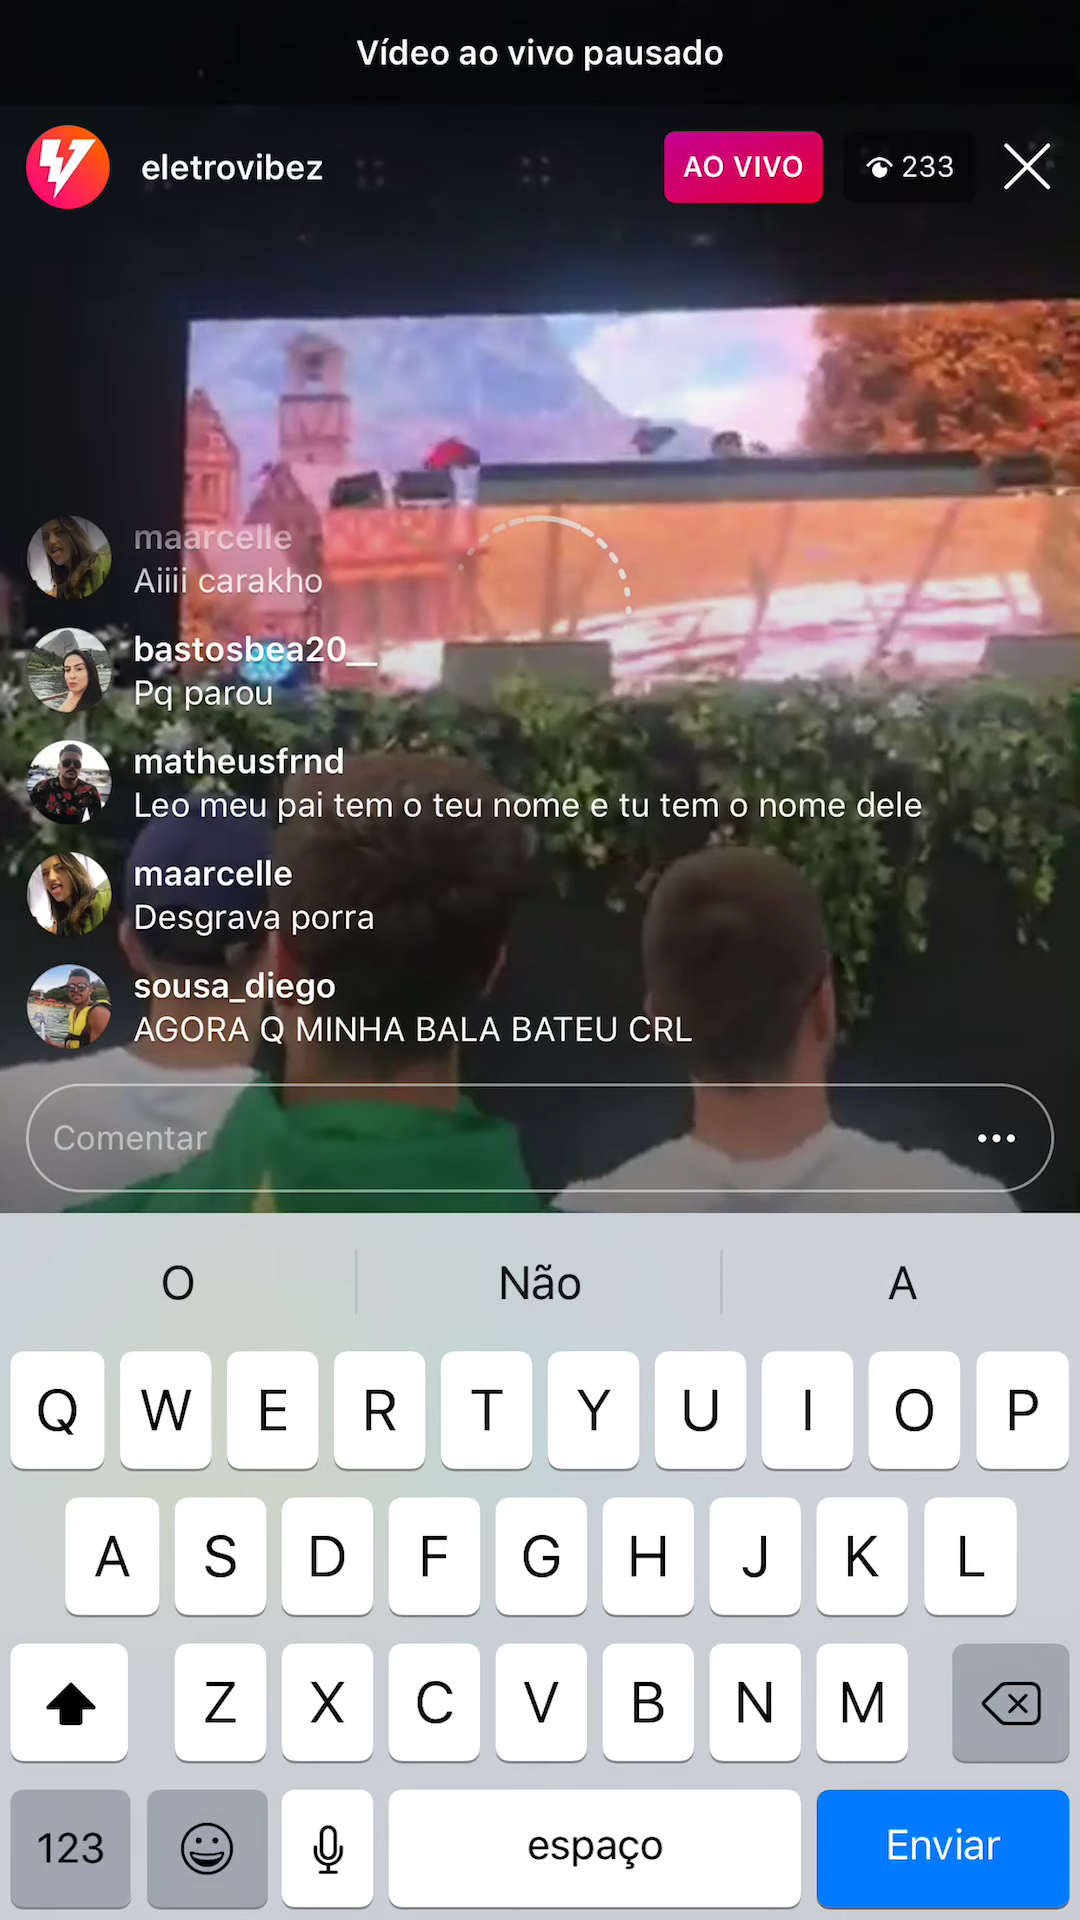 Vídeo ao vivo pausado
eletrovibez
AO VIVO
233
maarcelle
Aiiii carakho
bastosbea20__
Pq parou
matheusfrnd
Leo meu pai tem o teu nome e tu tem o nome dele
maarcelle
Desgrava porra
sousa_diego
AGORA Q MINHA BALA BATEU CRL
Comentar
O Não A
Q W E R T Y U I O P
A S D F G H J K L
Z X C V B N M
123 espaço Enviar